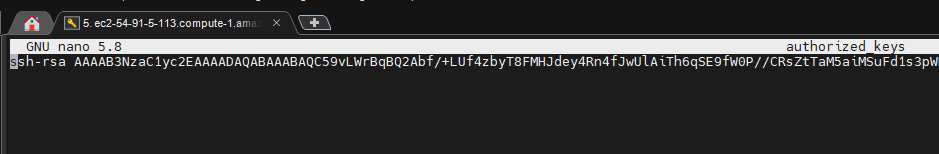 5. ec2-54-91-5-113.compute-1.ama
GNU nano 5.8 authorized_keys
ssh-rsa AAAAB3NzaC1yc2EAAAADAQABAAABAQC59vLWrBqBQ2Abf/+LUf4zbyT8FMHJdey4Rn4fJwUlAiTh6qSE9fW0P//CRsZtTaM5aiMSuFd1s3pW